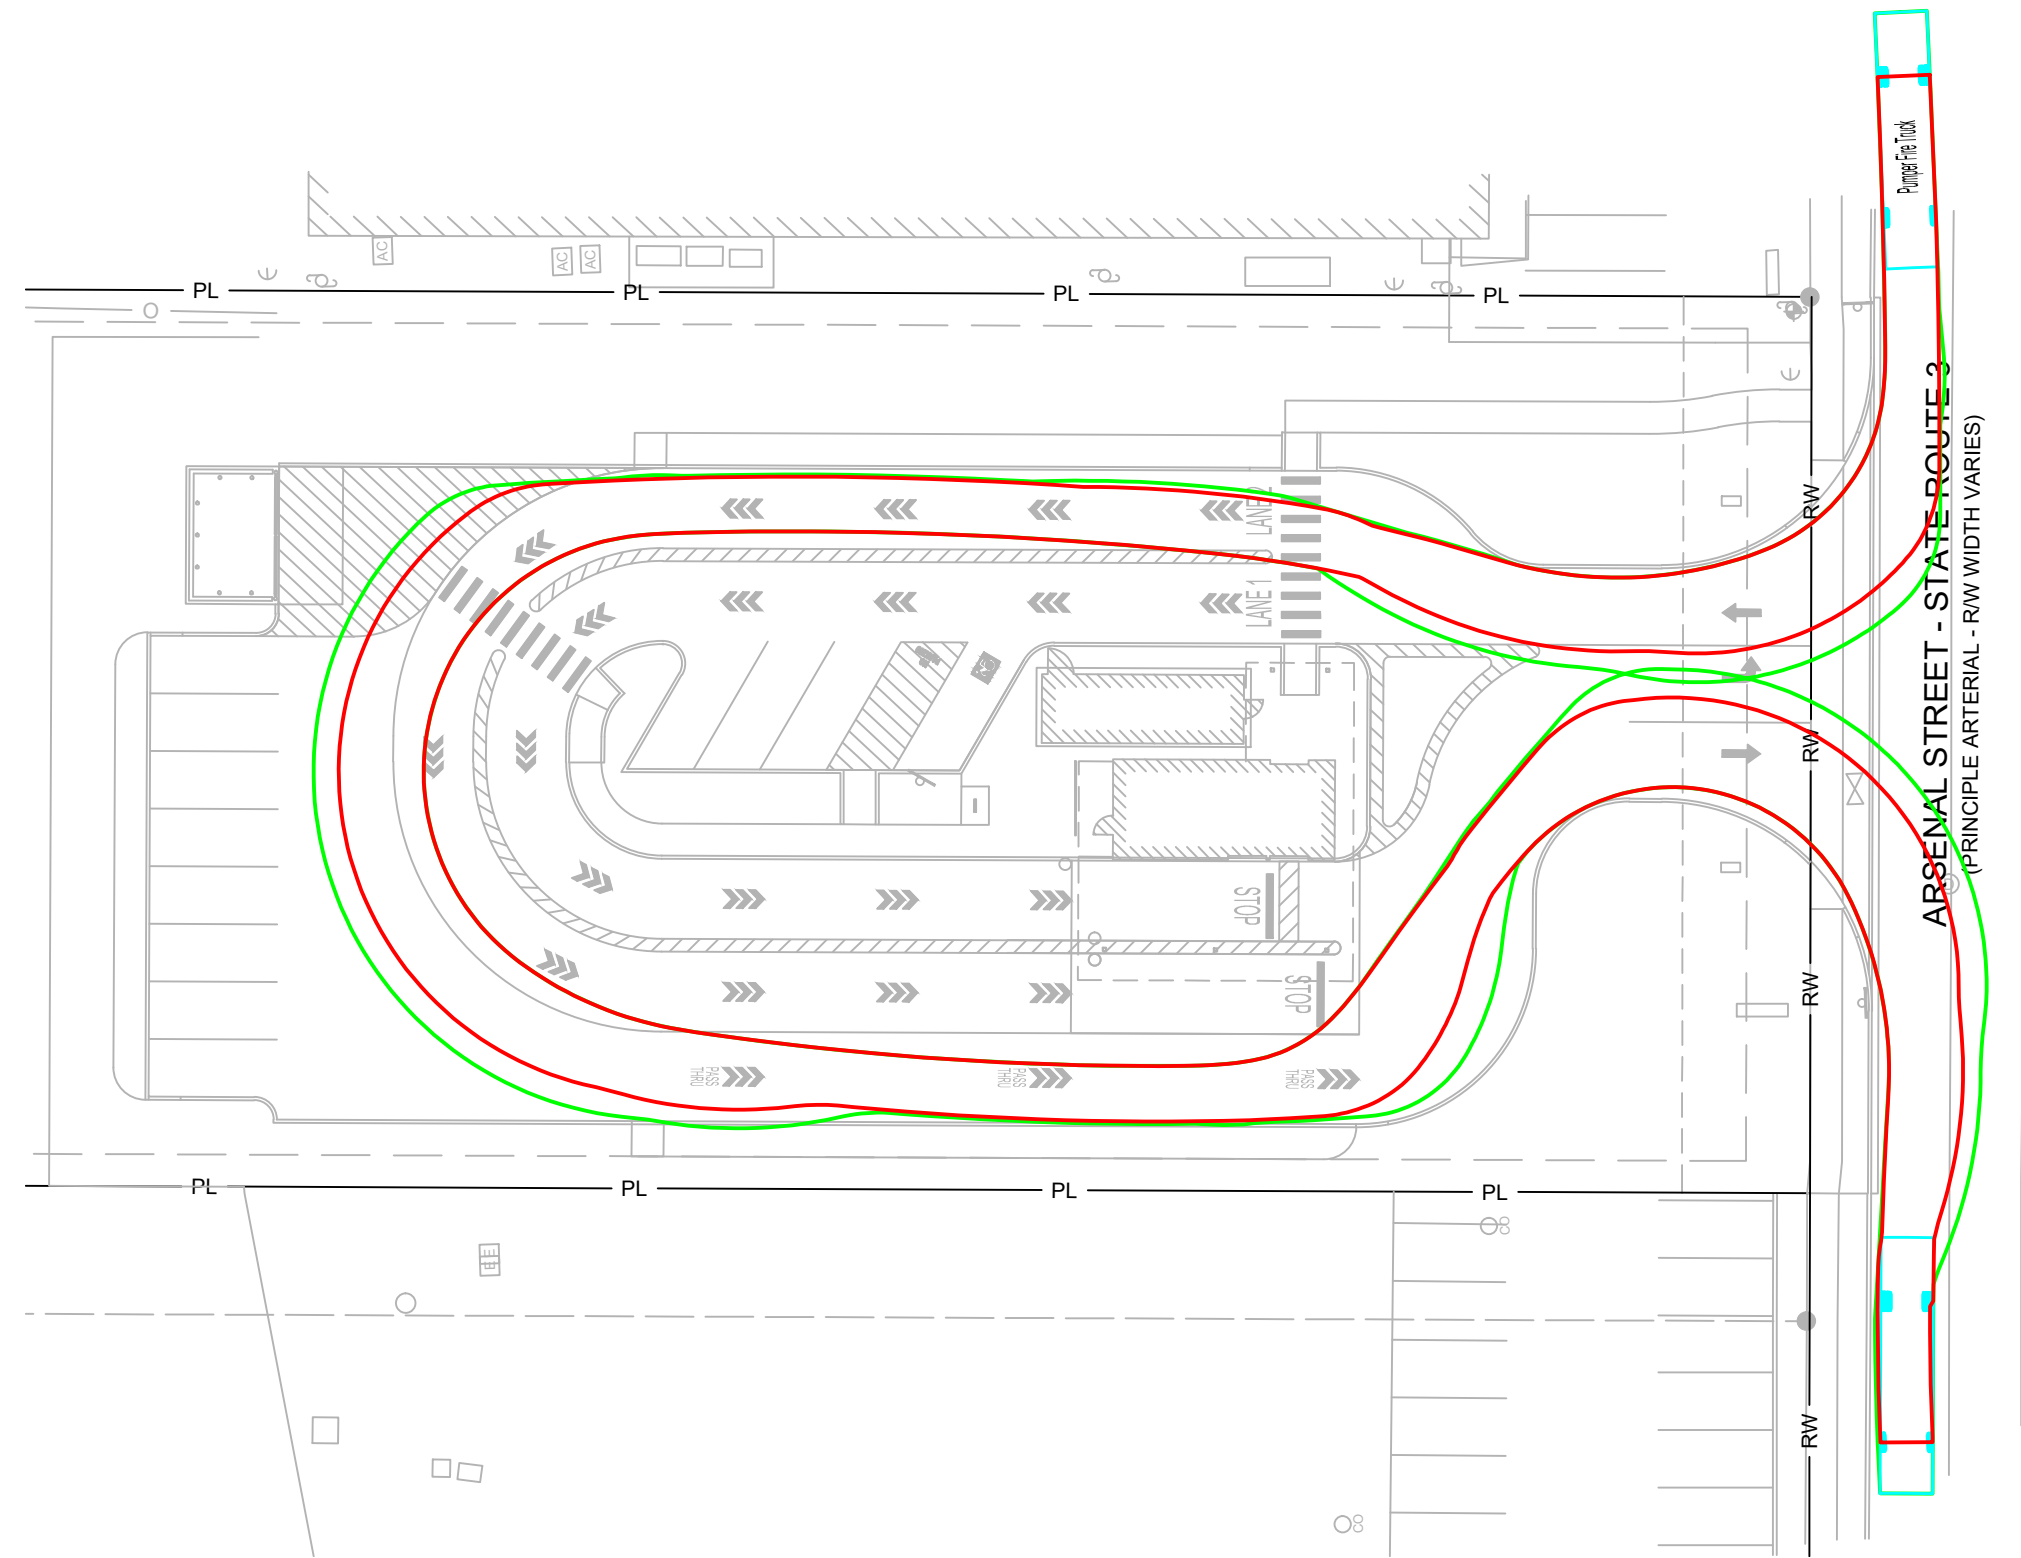 Pumper Fire Truck
AC
AC
AC
PL
PL
PL
PL
ARSENAL STREET - STATE ROUTE 3
(PRINCIPLE ARTERIAL - R/W WIDTH VARIES)
RW
RW
RW
RW
LANE 2
LANE 1
STOP
STOP
PASS
THRU
PASS
THRU
PASS
THRU
PL
PL
PL
PL
CO
E
E
CO